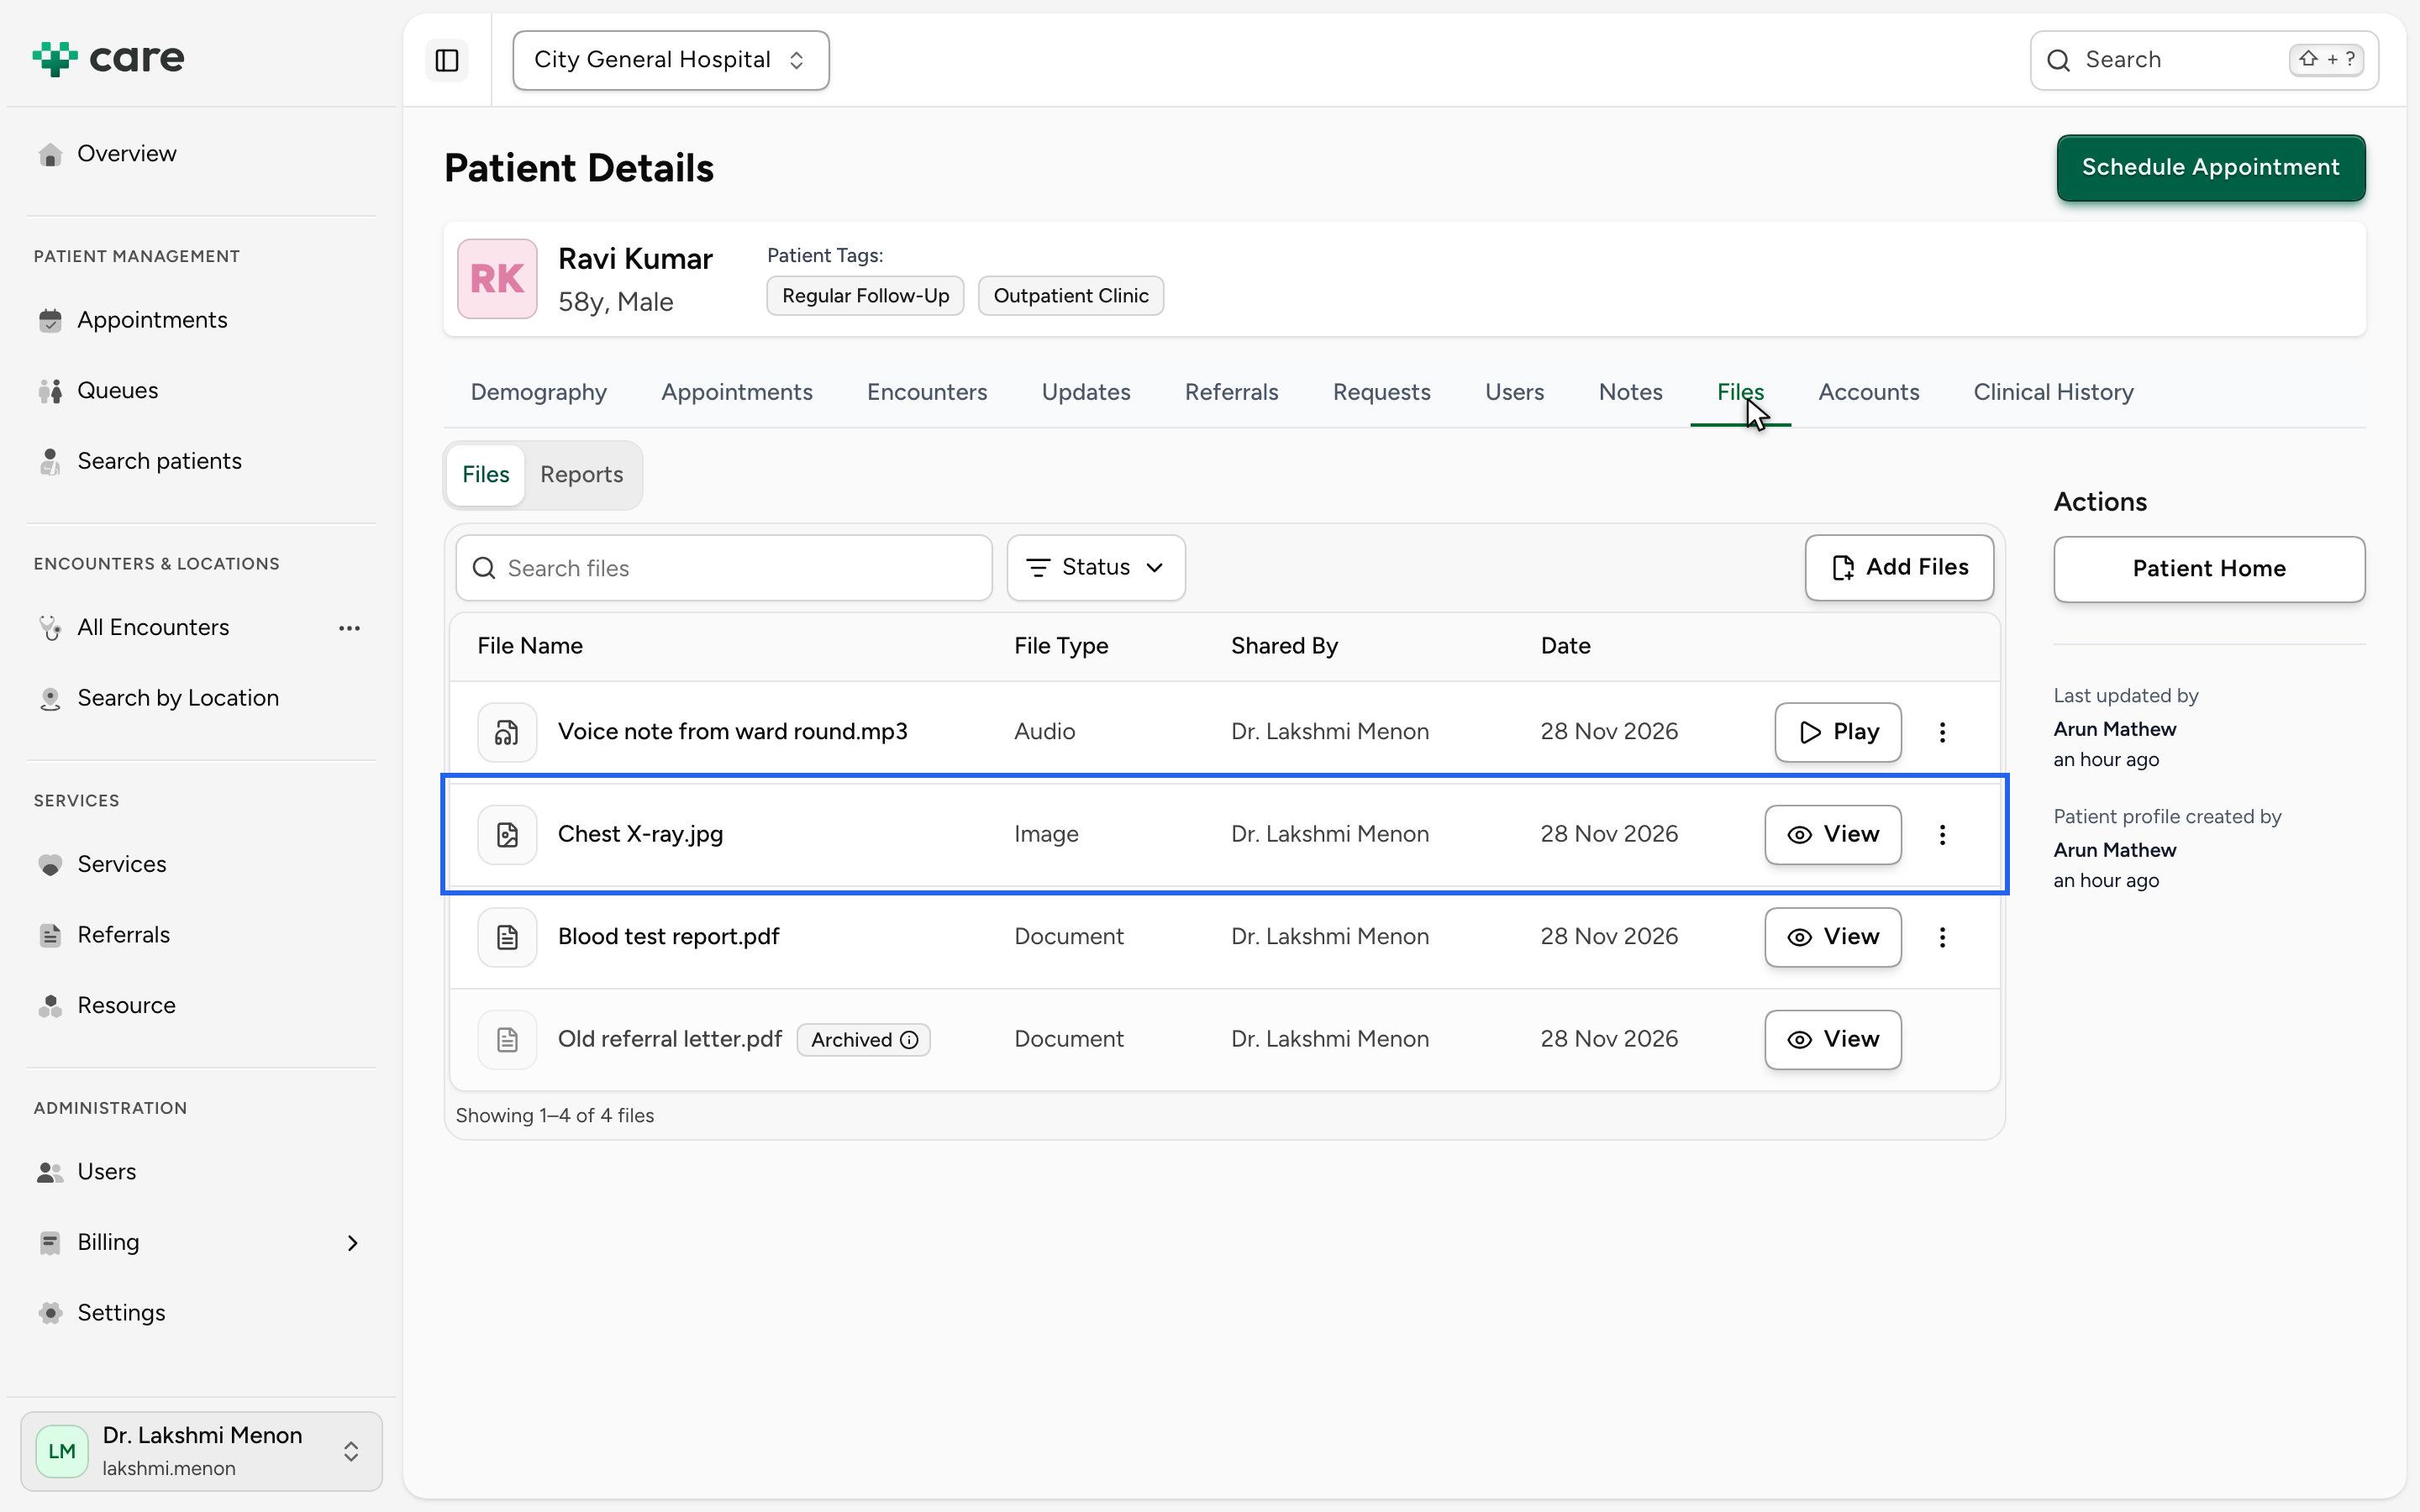 care
City General Hospital
Search
+ ?
Overview
PATIENT MANAGEMENT
Appointments
Queues
Search patients
ENCOUNTERS & LOCATIONS
All Encounters
Search by Location
SERVICES
Services
Referrals
Resource
ADMINISTRATION
Users
Billing
Settings
LM
Dr. Lakshmi Menon
lakshmi.menon
Patient Details
Schedule Appointment
RK
Ravi Kumar
58y, Male
Patient Tags:
Regular Follow-Up
Outpatient Clinic
Demography
Appointments
Encounters
Updates
Referrals
Requests
Users
Notes
Files
Accounts
Clinical History
Files
Reports
Search files
Status
Add Files
File Name
File Type
Shared By
Date
Voice note from ward round.mp3
Audio
Dr. Lakshmi Menon
28 Nov 2026
Play
Chest X-ray.jpg
Image
Dr. Lakshmi Menon
28 Nov 2026
View
Blood test report.pdf
Document
Dr. Lakshmi Menon
28 Nov 2026
View
Old referral letter.pdf
Archived
Document
Dr. Lakshmi Menon
28 Nov 2026
View
Showing 1–4 of 4 files
Actions
Patient Home
Last updated by
Arun Mathew
an hour ago
Patient profile created by
Arun Mathew
an hour ago